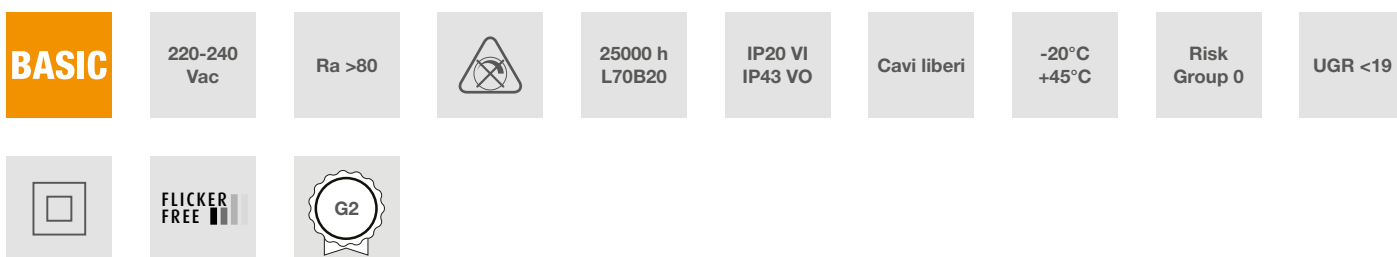 BASIC
220-240
Vac
Ra >80
25000 h
L70B20
IP20 VI
IP43 VO
Cavi liberi
-20°C
+45°C
Risk
Group 0
UGR <19
FLICKER
FREE
G2